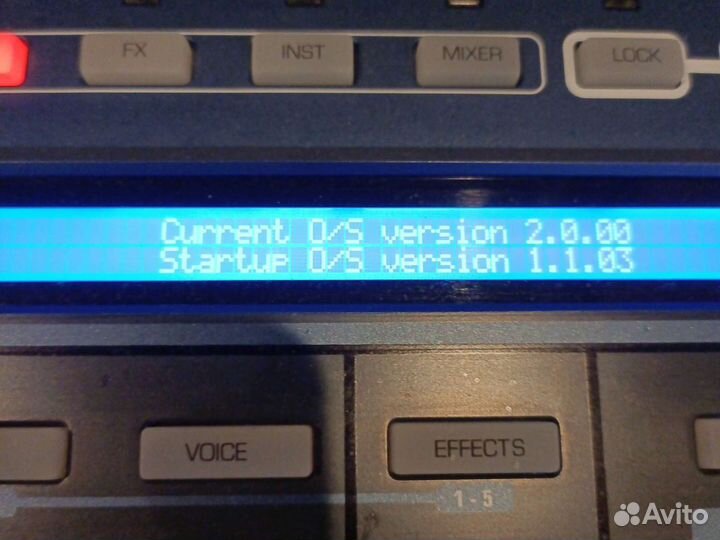 FX INST MIXER LOCK
Current O/S version 2.0.00
Startup O/S version 1.1.03
VOICE EFFECTS
1-5
Avito